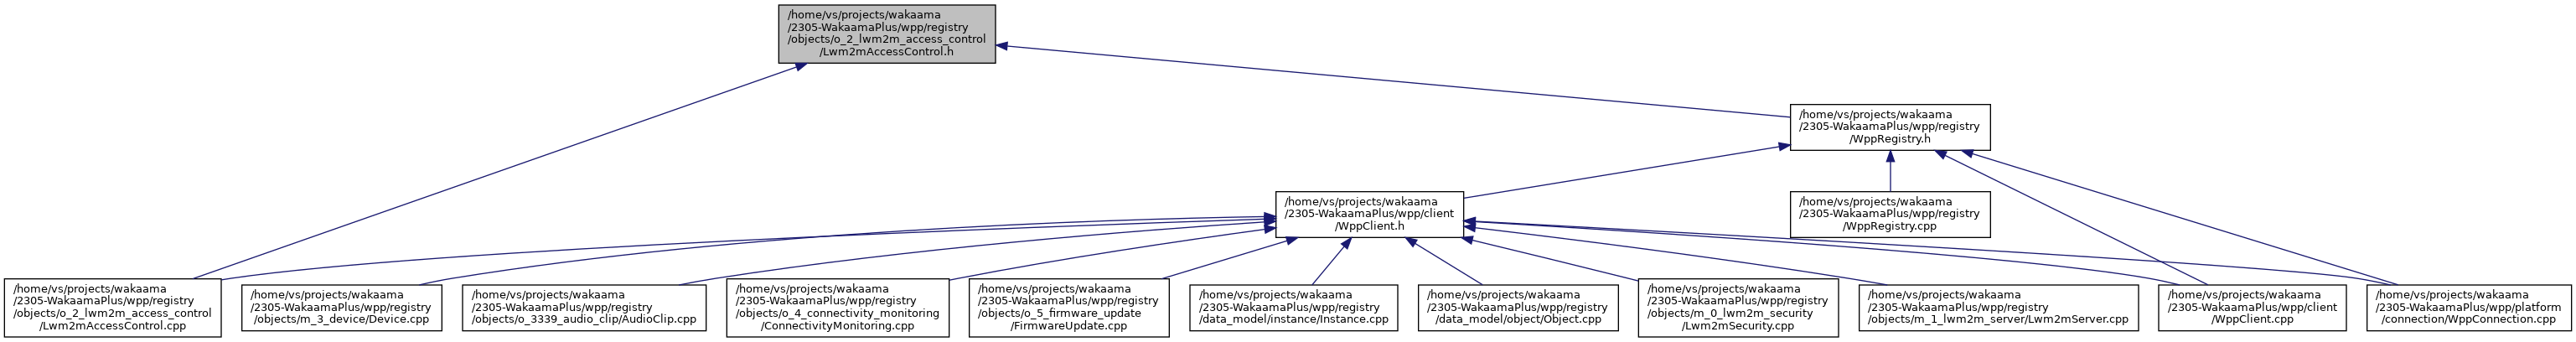 /home/vs/projects/wakaama
/2305-WakaamaPlus/wpp/registry
/objects/o_2_lwm2m_access_control
/Lwm2mAccessControl.h
/home/vs/projects/wakaama
/2305-WakaamaPlus/wpp/registry
/WppRegistry.h
/home/vs/projects/wakaama
/2305-WakaamaPlus/wpp/client
/WppClient.h
/home/vs/projects/wakaama
/2305-WakaamaPlus/wpp/registry
/WppRegistry.cpp
/home/vs/projects/wakaama
/2305-WakaamaPlus/wpp/registry
/objects/o_2_lwm2m_access_control
/Lwm2mAccessControl.cpp
/home/vs/projects/wakaama
/2305-WakaamaPlus/wpp/registry
/objects/m_3_device/Device.cpp
/home/vs/projects/wakaama
/2305-WakaamaPlus/wpp/registry
/objects/o_3339_audio_clip/AudioClip.cpp
/home/vs/projects/wakaama
/2305-WakaamaPlus/wpp/registry
/objects/o_4_connectivity_monitoring
/ConnectivityMonitoring.cpp
/home/vs/projects/wakaama
/2305-WakaamaPlus/wpp/registry
/objects/o_5_firmware_update
/FirmwareUpdate.cpp
/home/vs/projects/wakaama
/2305-WakaamaPlus/wpp/registry
/data_model/instance/Instance.cpp
/home/vs/projects/wakaama
/2305-WakaamaPlus/wpp/registry
/data_model/object/Object.cpp
/home/vs/projects/wakaama
/2305-WakaamaPlus/wpp/registry
/objects/m_0_lwm2m_security
/Lwm2mSecurity.cpp
/home/vs/projects/wakaama
/2305-WakaamaPlus/wpp/registry
/objects/m_1_lwm2m_server/Lwm2mServer.cpp
/home/vs/projects/wakaama
/2305-WakaamaPlus/wpp/client
/WppClient.cpp
/home/vs/projects/wakaama
/2305-WakaamaPlus/wpp/platform
/connection/WppConnection.cpp